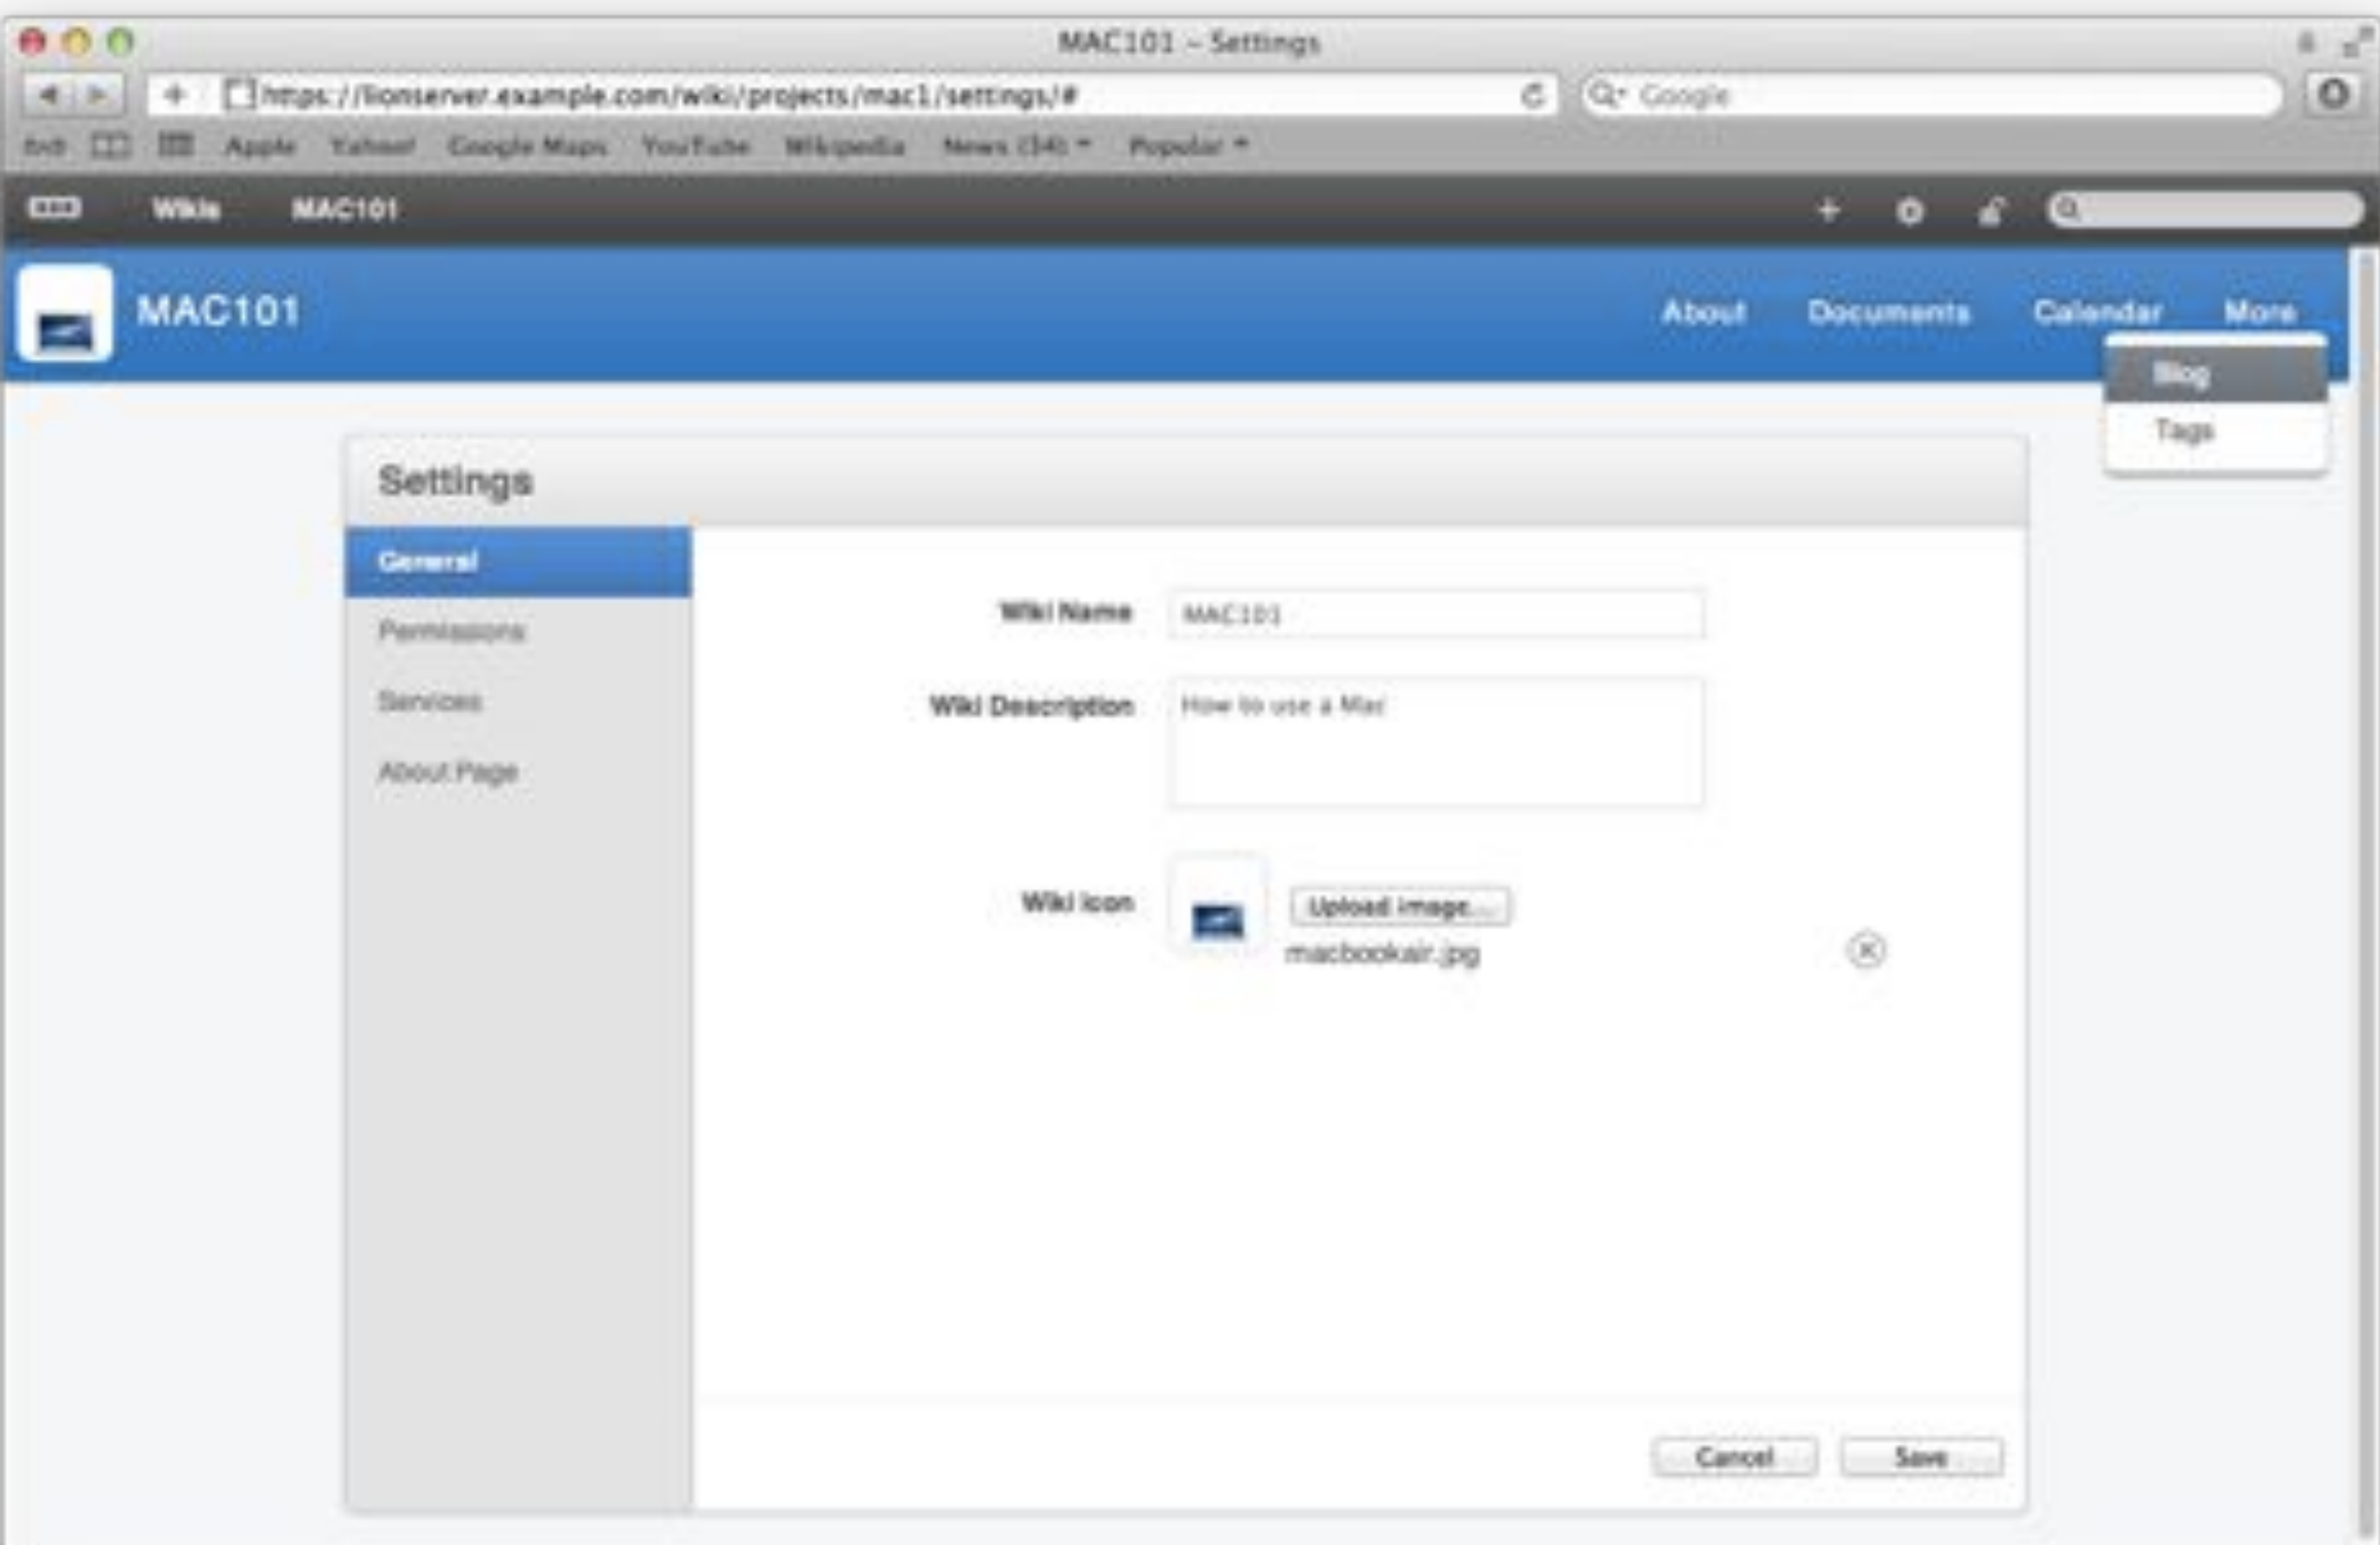 MAC101 – Settings
https://lionserver.example.com/wiki/projects/mac1/settings/#
Google
Apple Yahoo! Google Maps YouTube Wikipedia News (34) Popular
Wikis MAC101
MAC101
About Documents Calendar More
Blog
Tags
Settings
General
Permissions
Services
About Page
Wiki Name MAC101
Wiki Description How to use a Mac
Wiki Icon Upload image...
macbookair.jpg
Cancel Save